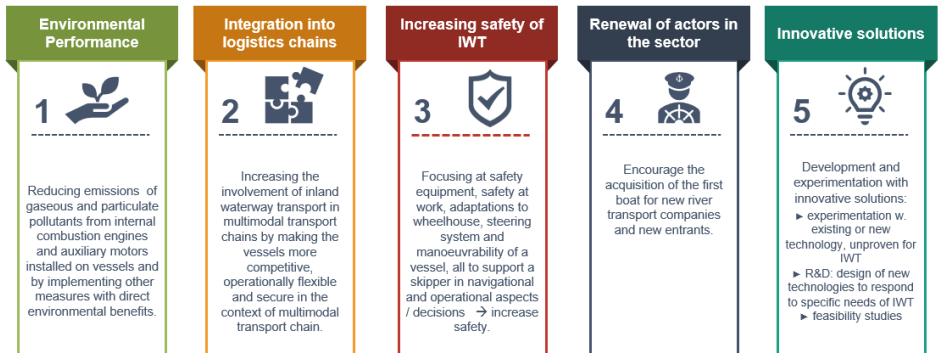 Environmental
Performance
1
Reducing emissions of
gaseous and particulate
pollutants from internal
combustion engines
and auxiliary motors
installed on vessels and
by implementing other
measures with direct
environmental benefits.
Integration into
logistics chains
2
Increasing the
involvement of inland
waterway transport in
multimodal transport
chains by making the
vessels more
competitive,
operationally flexible
and secure in the
context of multimodal
transport chain.
Increasing safety of
IWT
3
Focusing at safety
equipment, safety at
work, adaptations to
wheelhouse, steering
system and
manoeuvrability of a
vessel, all to support a
skipper in navigational
and operational aspects
/ decisions → increase
safety.
Renewal of actors in
the sector
4
Encourage the
acquisition of the first
boat for new river
transport companies
and new entrants.
Innovative solutions
5
Development and
experimentation with
innovative solutions:
► experimentation w.
existing or new
technology, unproven for
IWT
► R&D: design of new
technologies to respond
to specific needs of IWT
► feasibility studies